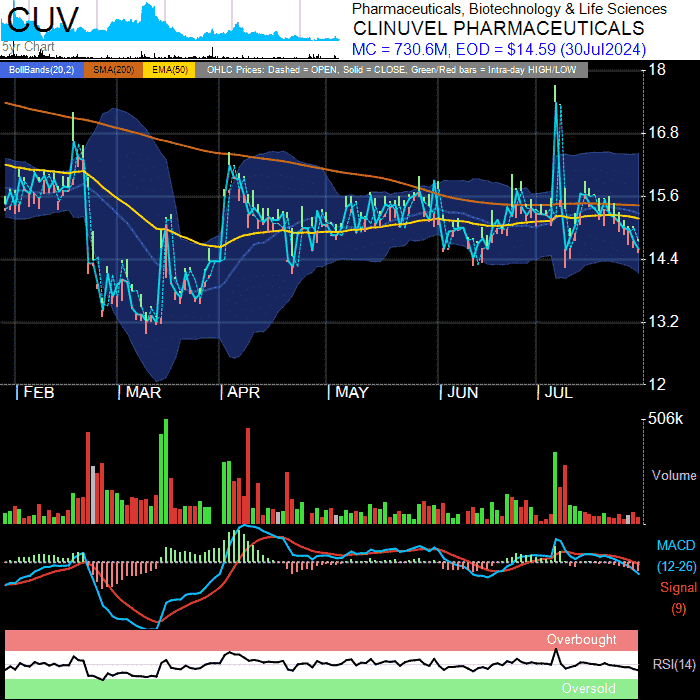 CUV
5yr Chart
Pharmaceuticals, Biotechnology & Life Sciences
CLINUVEL PHARMACEUTICALS
MC = 730.6M, EOD = $14.59 (30Jul2024)
BollBands(20,2) SMA(200) EMA(50) OHLC Prices: Dashed = OPEN, Solid = CLOSE, Green/Red bars = Intra-day HIGH/LOW
18
16.8
15.6
14.4
13.2
12
FEB MAR APR MAY JUN JUL
506k
Volume
MACD
(12-26)
Signal
(9)
Overbought
RSI(14)
Oversold